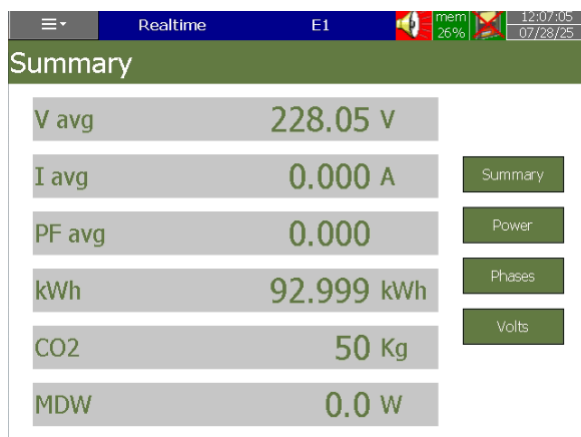 Realtime E1 mem 26% 12:07:05 07/28/25
Summary
V avg 228.05 V
I avg 0.000 A
Summary
PF avg 0.000
Power
kWh 92.999 kWh
Phases
CO2 50 Kg
Volts
MDW 0.0 W